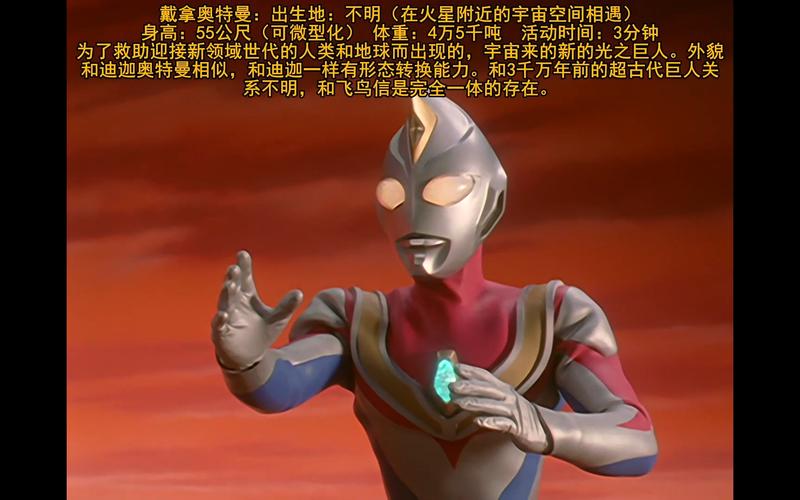 戴拿奥特曼：出生地：不明（在火星附近的宇宙空间相遇）
身高：55公尺（可微型化） 体重：4万5千吨 活动时间：3分钟
为了救助迎接新领域世代的人类和地球而出现的，宇宙来的新的光之巨人。外貌
和迪迦奥特曼相似，和迪迦一样有形态转换能力。和3千万年前的超古代巨人关
系不明，和飞鸟信是完全一体的存在。